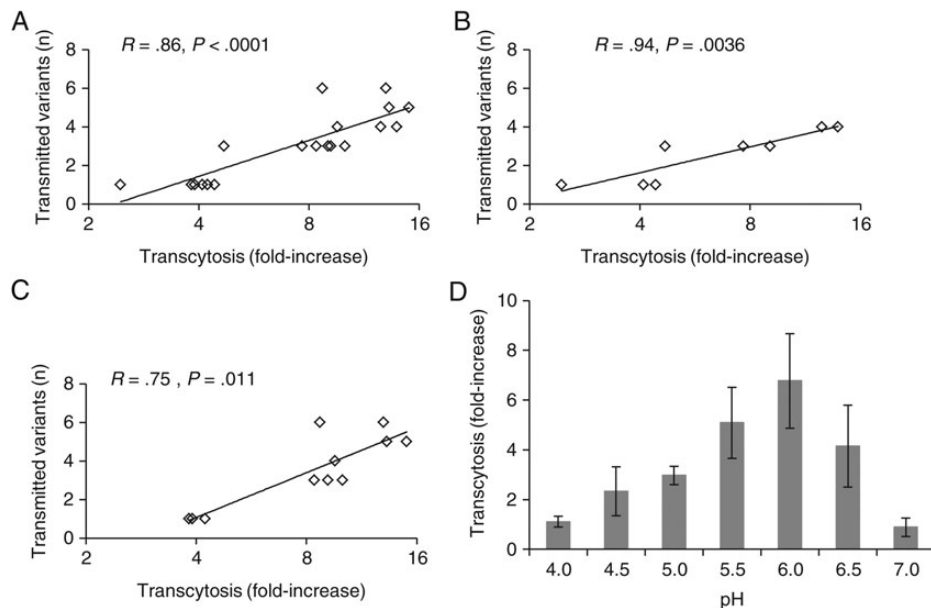 A
R = .86, P < .0001
Transmitted variants (n)
8
6
4
2
0
2 4 8 16
Transcytosis (fold-increase)
B
R = .94, P = .0036
Transmitted variants (n)
8
6
4
2
0
2 4 8 16
Transcytosis (fold-increase)
C
R = .75 , P = .011
Transmitted variants (n)
8
6
4
2
0
2 4 8 16
Transcytosis (fold-increase)
D
Transcytosis (fold-increase)
10
8
6
4
2
0
4.0 4.5 5.0 5.5 6.0 6.5 7.0
pH